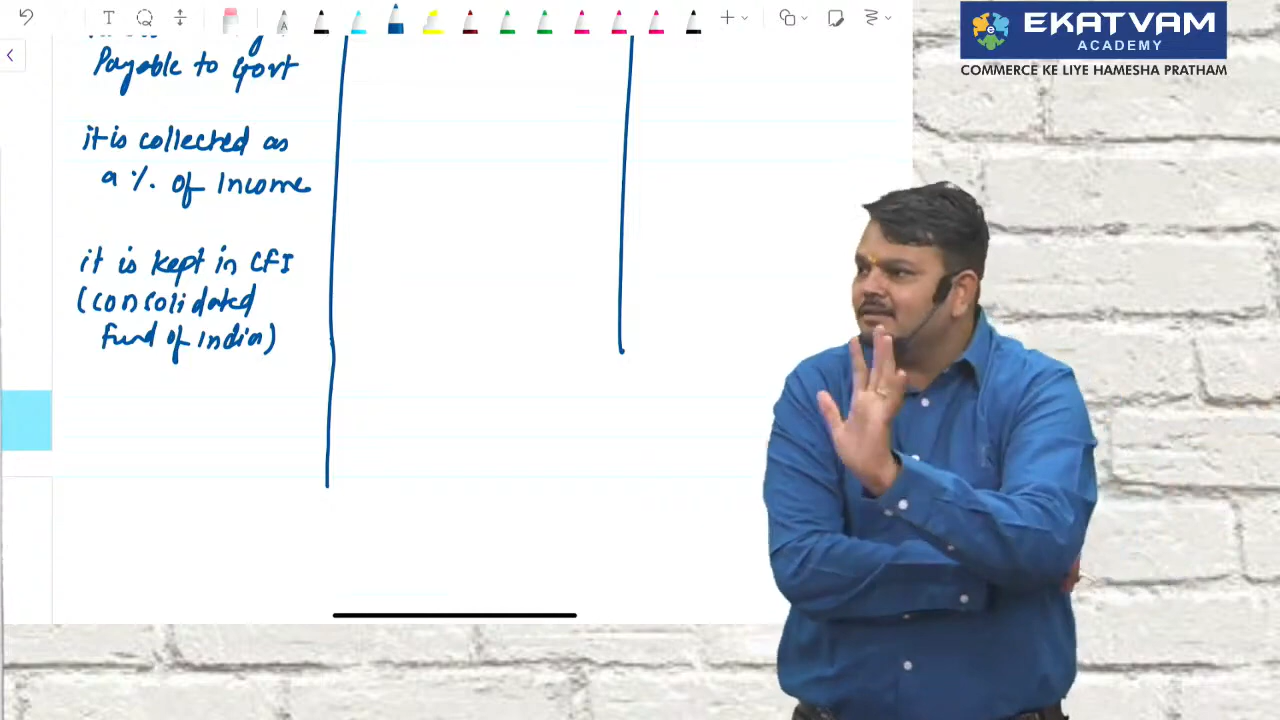 EKATVAM
ACADEMY
COMMERCE KE LIYE HAMESHA PRATHAM
Payable to Govt
it is collected as
a %. of Income
it is kept in CFI
(consolidated
Fund of India)